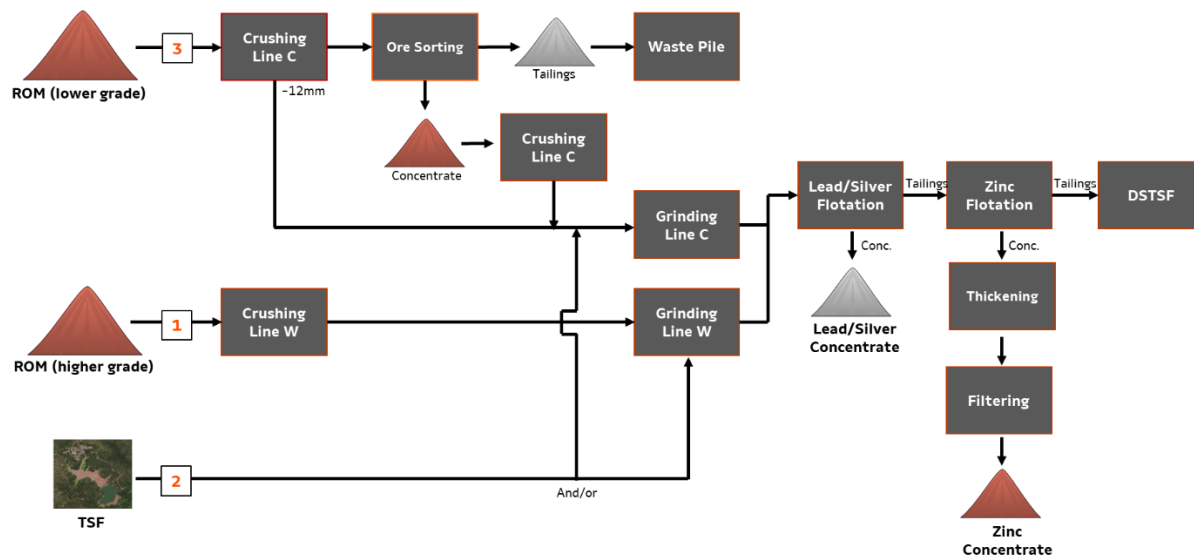 3
Crushing
Line C
Ore Sorting
Tailings
Waste Pile
ROM (lower grade)
-12mm
Concentrate
Crushing
Line C
Grinding
Line C
Lead/Silver
Flotation
Tailings
Zinc
Flotation
Tailings
DSTSF
Conc.
Conc.
Lead/Silver
Concentrate
Thickening
Filtering
Zinc
Concentrate
1
Crushing
Line W
Grinding
Line W
ROM (higher grade)
2
And/or
TSF